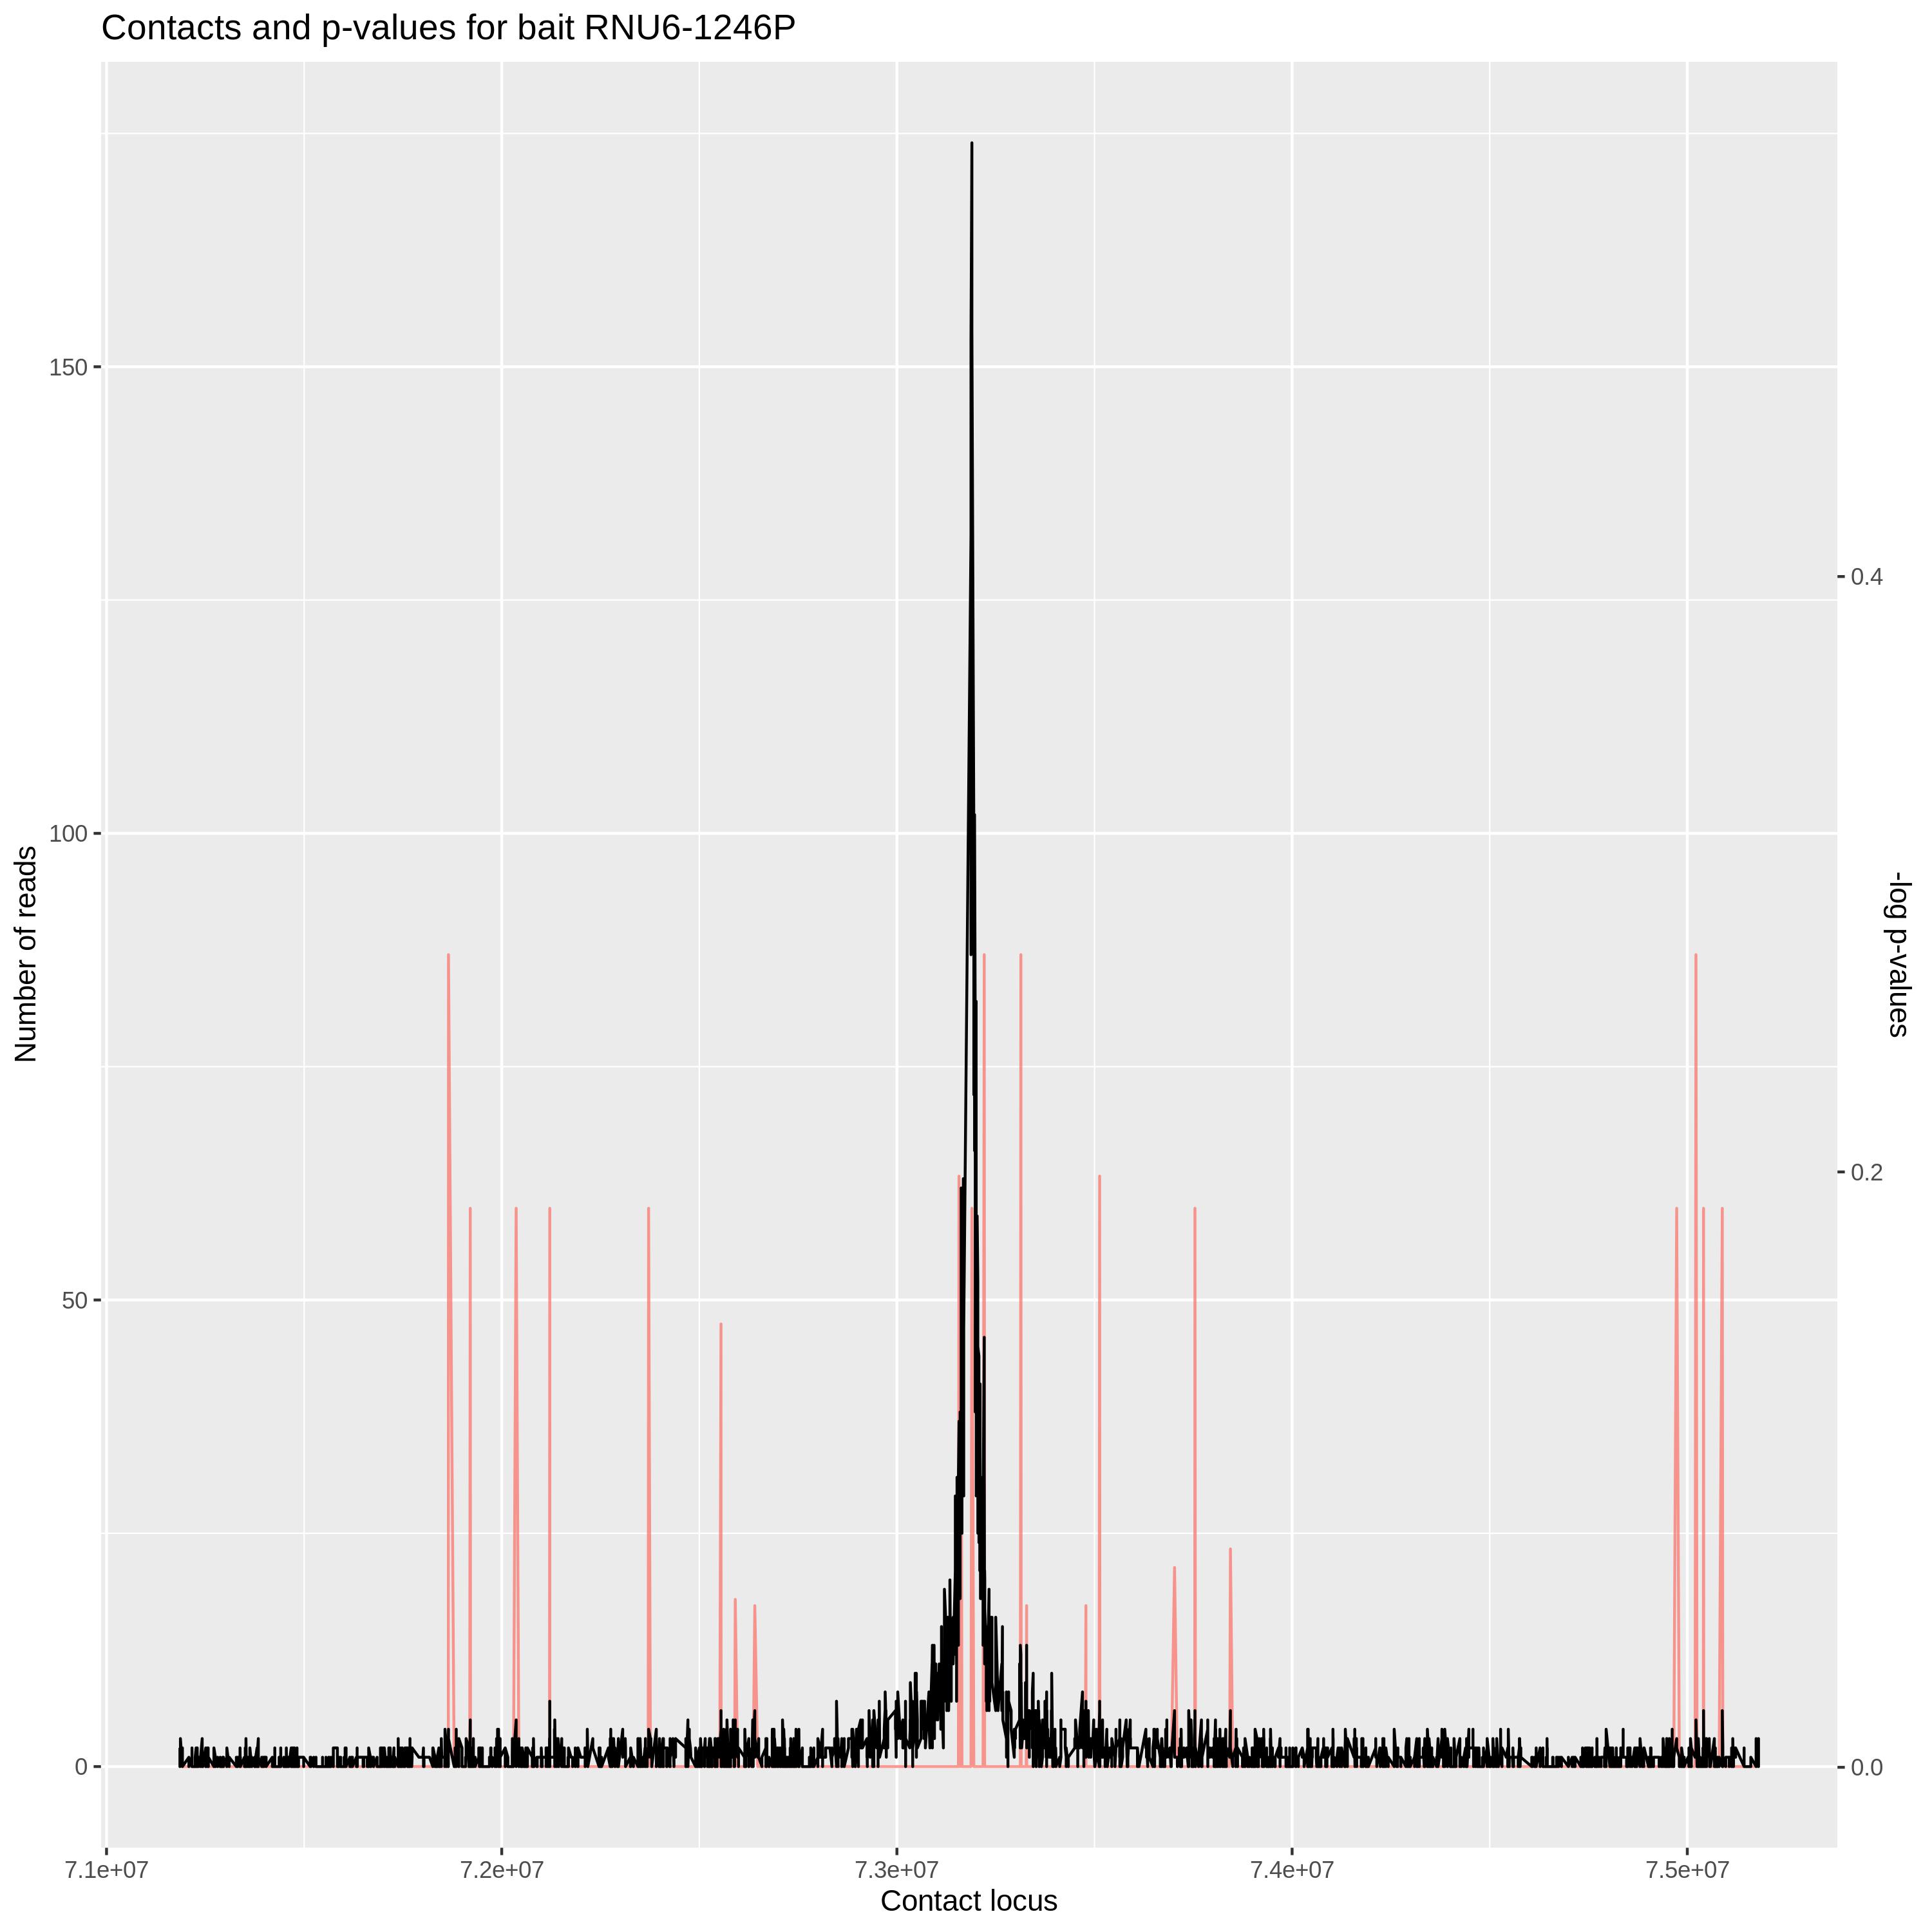 Contacts and p-values for bait RNU6-1246P
150
100
50
0
Number of reads
0.4
0.2
0.0
-log p-values
7.1e+07 7.2e+07 7.3e+07 7.4e+07 7.5e+07
Contact locus